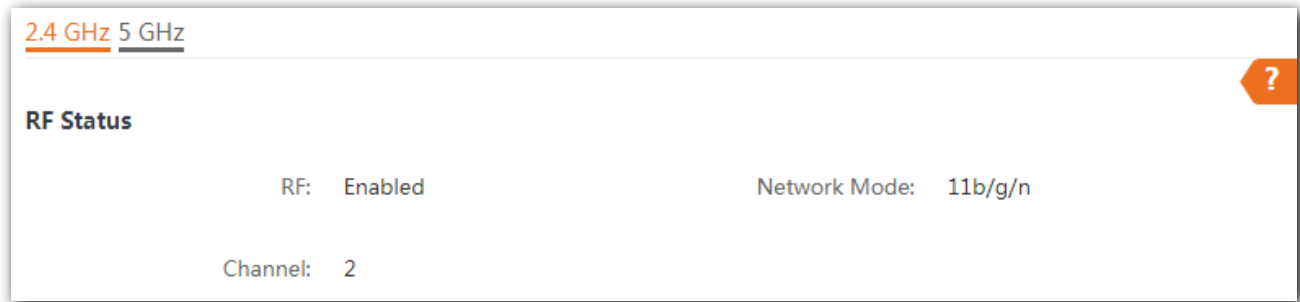 2.4 GHz 5 GHz
?
RF Status
RF: Enabled Network Mode: 11b/g/n
Channel: 2